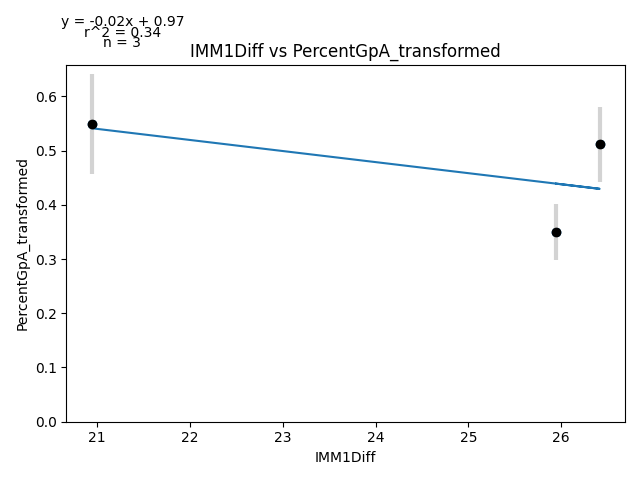 y = -0.02x + 0.97
r^2 = 0.34
n = 3
IMM1Diff vs PercentGpA_transformed
PercentGpA_transformed
0.6
0.5
0.4
0.3
0.2
0.1
0.0
21 22 23 24 25 26
IMM1Diff